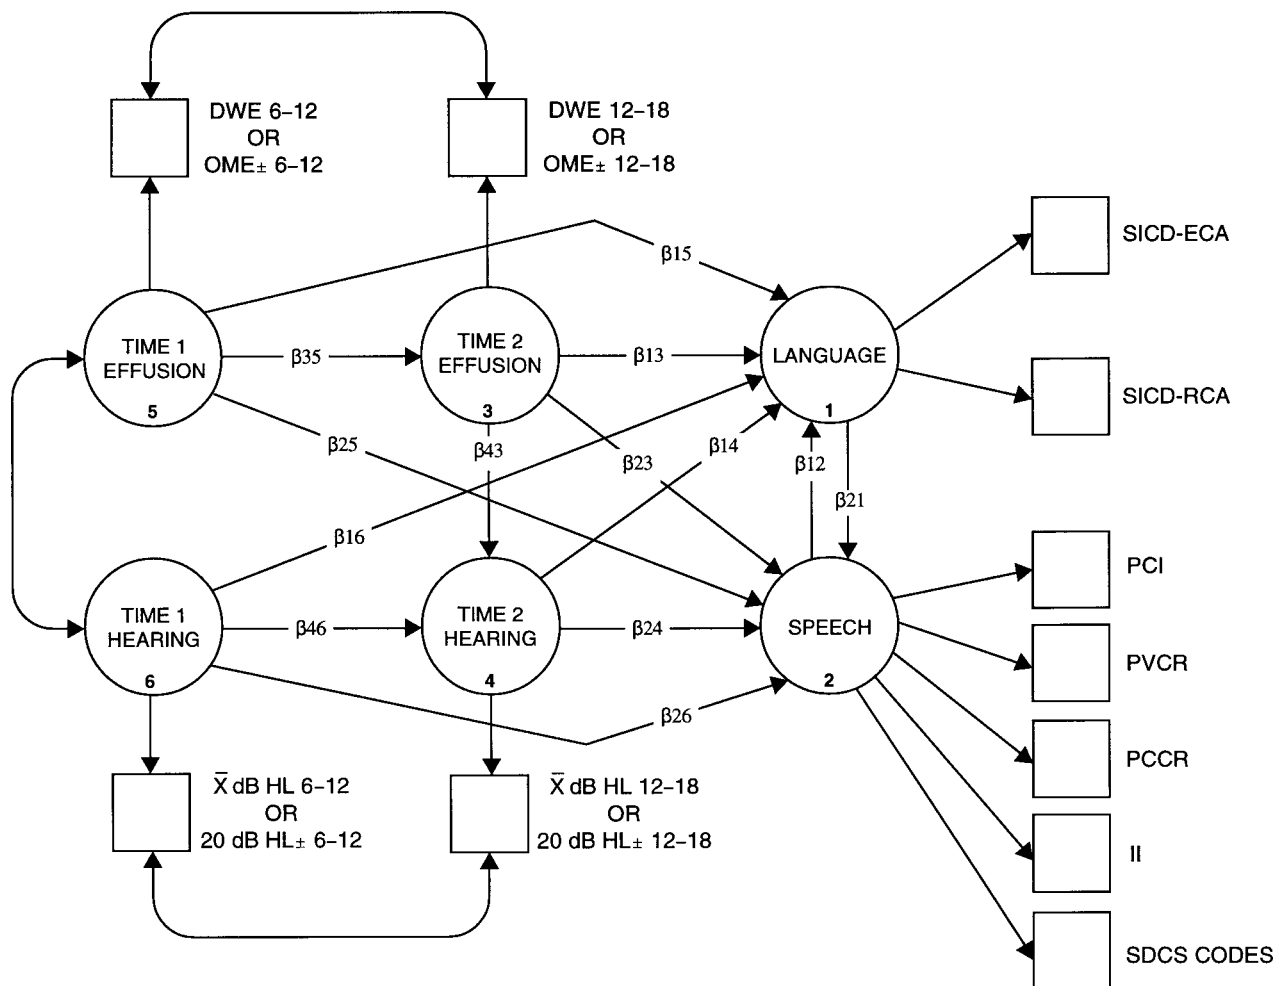 DWE 6–12
OR
OME± 6–12
DWE 12–18
OR
OME± 12–18
SICD-ECA
β15
TIME 1
EFFUSION
5
β35
TIME 2
EFFUSION
3
β13
LANGUAGE
1
SICD-RCA
β25
β43
β23
β14
β12
β21
β16
PCI
TIME 1
HEARING
6
β46
TIME 2
HEARING
4
β24
SPEECH
2
PVCR
β26
PCCR
X̄ dB HL 6–12
OR
20 dB HL± 6–12
X̄ dB HL 12–18
OR
20 dB HL± 12–18
II
SDCS CODES